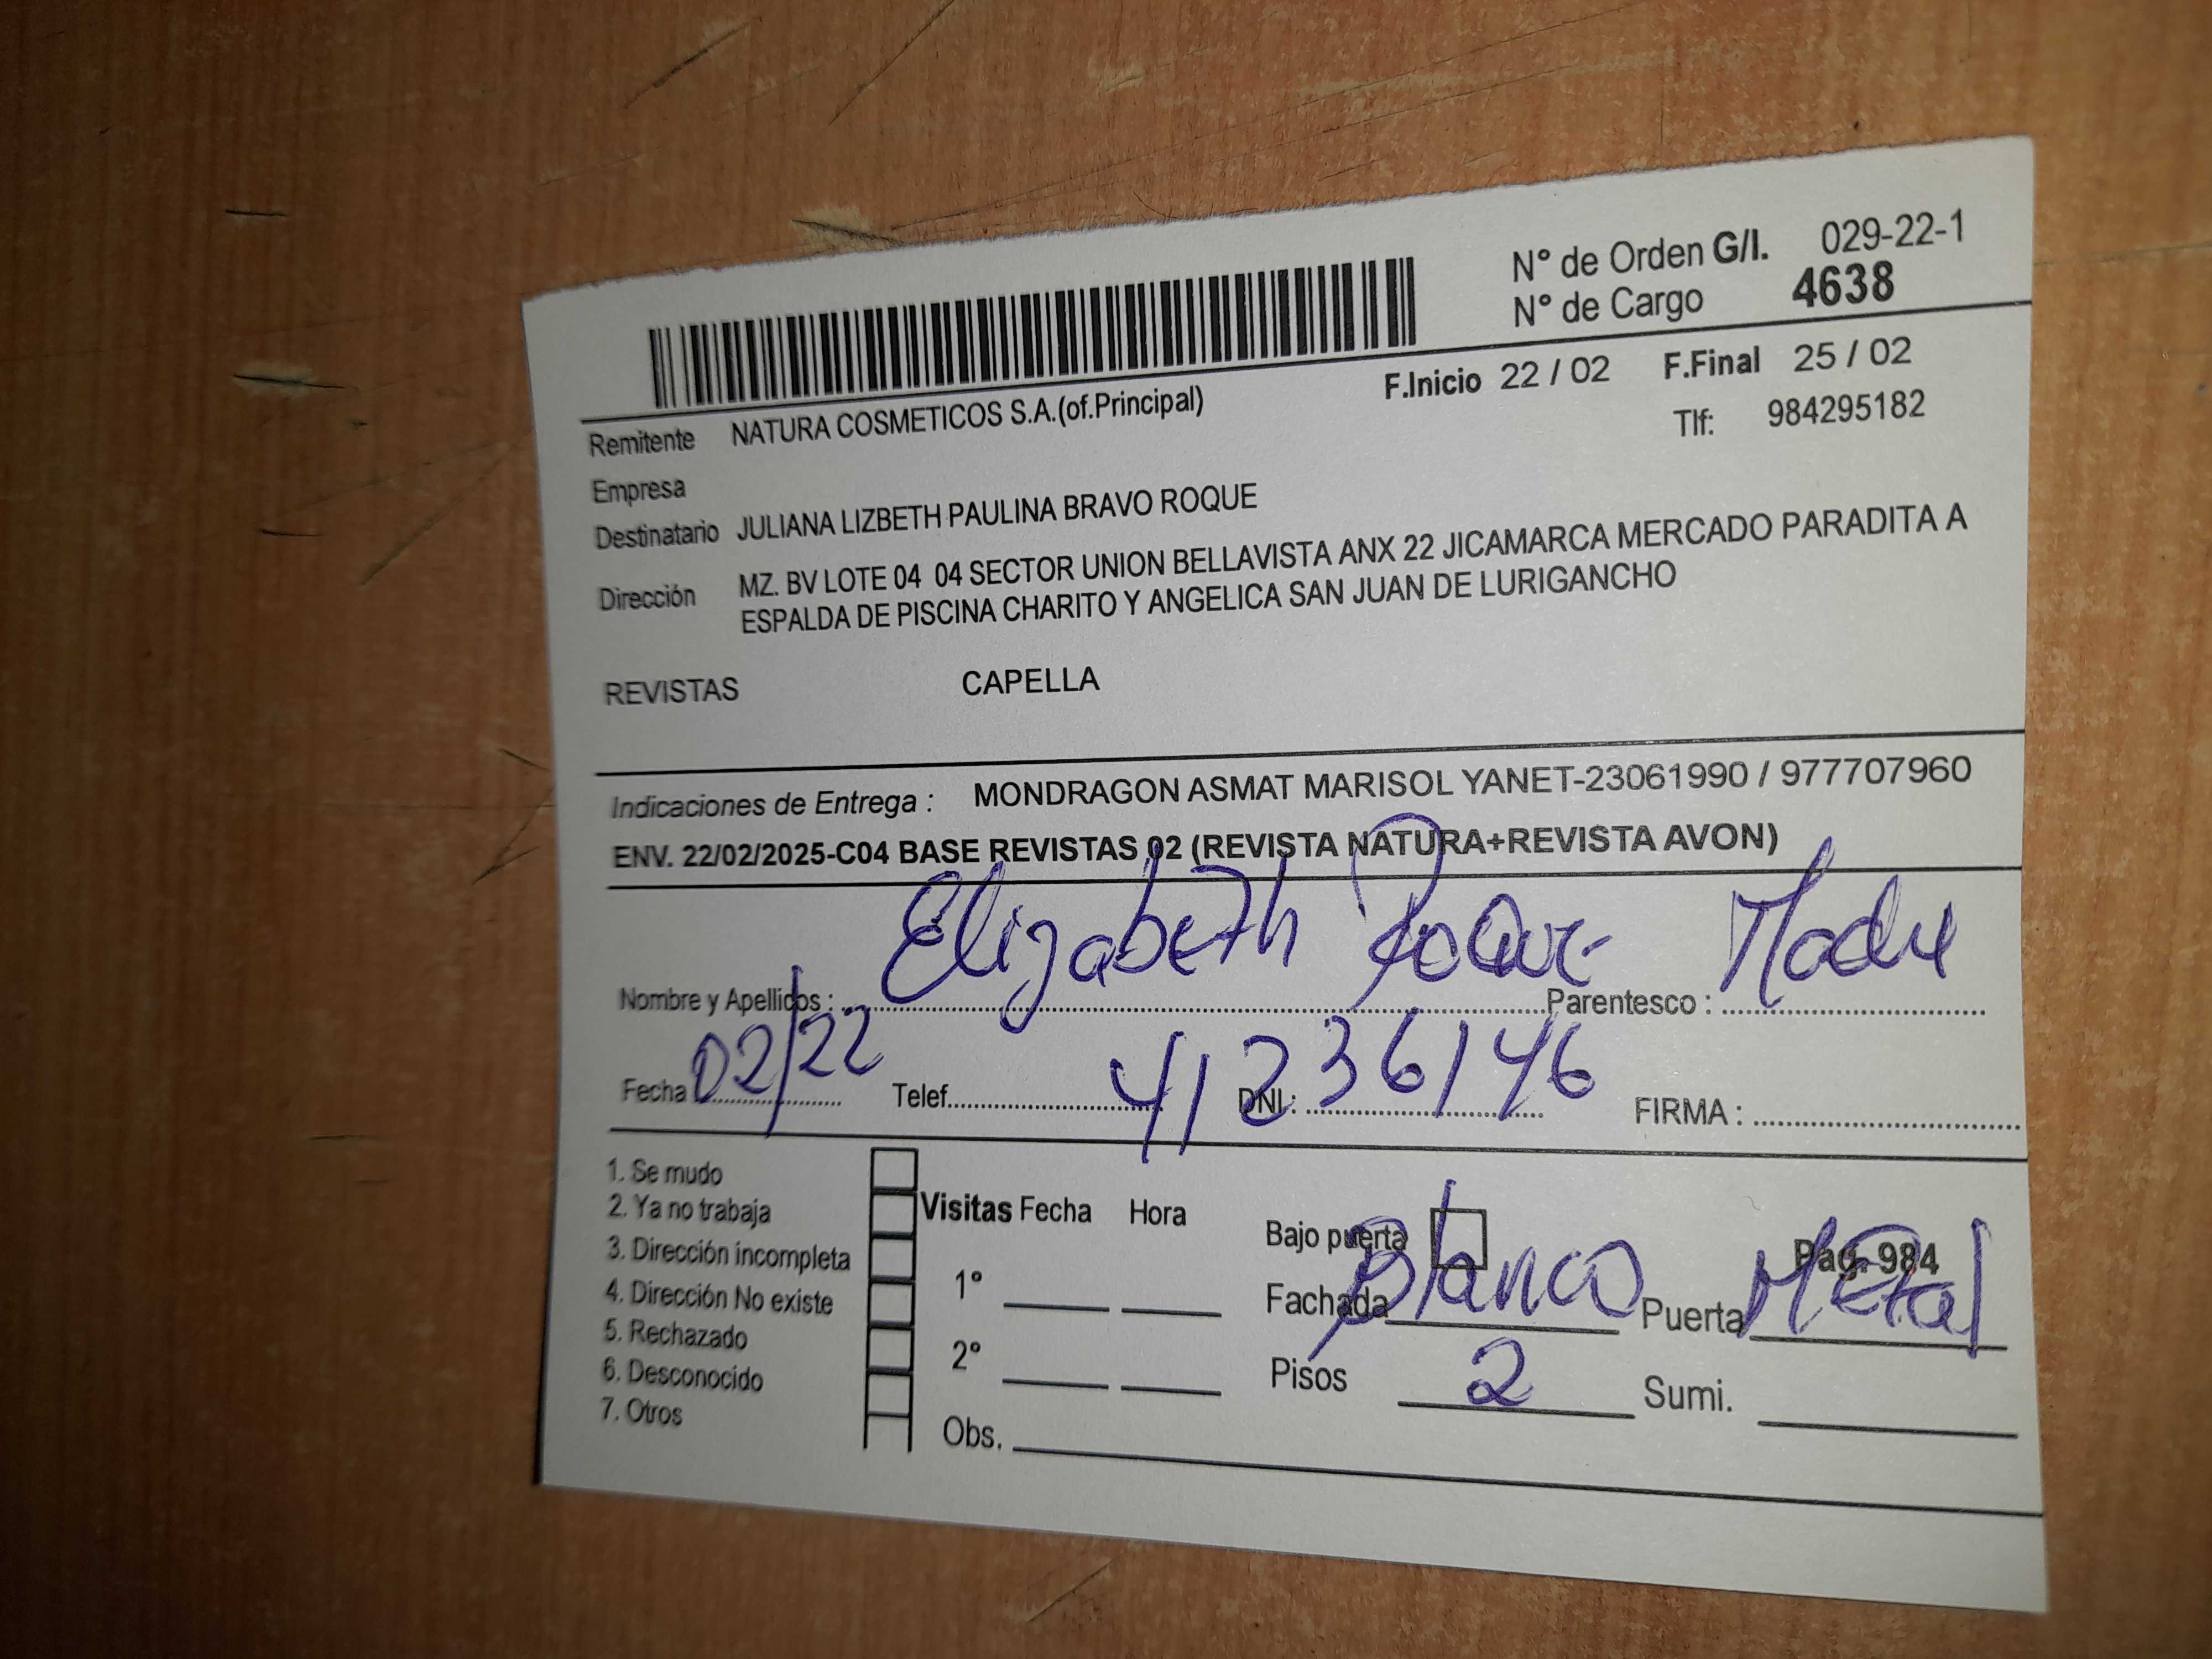 N° de Orden G/I. 029-22-1
N° de Cargo 4638
F.Inicio 22 / 02 F.Final 25 / 02
Remitente NATURA COSMETICOS S.A.(of.Principal)
Tlf: 984295182
Empresa
Destinatario JULIANA LIZBETH PAULINA BRAVO ROQUE
Dirección MZ. BV LOTE 04 04 SECTOR UNION BELLAVISTA ANX 22 JICAMARCA MERCADO PARADITA A
ESPALDA DE PISCINA CHARITO Y ANGELICA SAN JUAN DE LURIGANCHO
REVISTAS CAPELLA
Indicaciones de Entrega : MONDRAGON ASMAT MARISOL YANET-23061990 / 977707960
ENV. 22/02/2025-C04 BASE REVISTAS 02 (REVISTA NATURA+REVISTA AVON)
Nombre y Apellidos : Elizabeth Roque Parentesco : Madre
Fecha 02/22 Telef. DNI : 41236146 FIRMA :
1. Se mudo
2. Ya no trabaja
3. Dirección incompleta
4. Dirección No existe
5. Rechazado
6. Desconocido
7. Otros
Visitas Fecha Hora
1°
2°
Obs.
Bajo puerta Pag. 984
Fachada Blanco Puerta Metal
Pisos 2 Sumi.